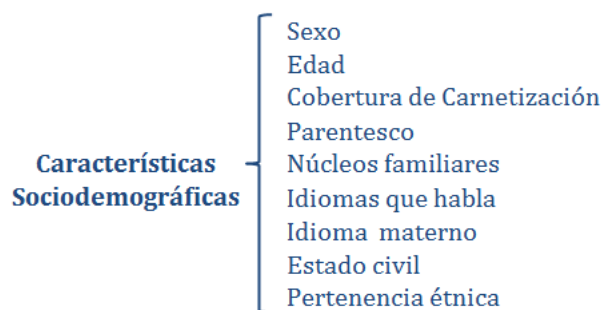 Características
Sociodemográficas
Sexo
Edad
Cobertura de Carnetización
Parentesco
Núcleos familiares
Idiomas que habla
Idioma materno
Estado civil
Pertenencia étnica